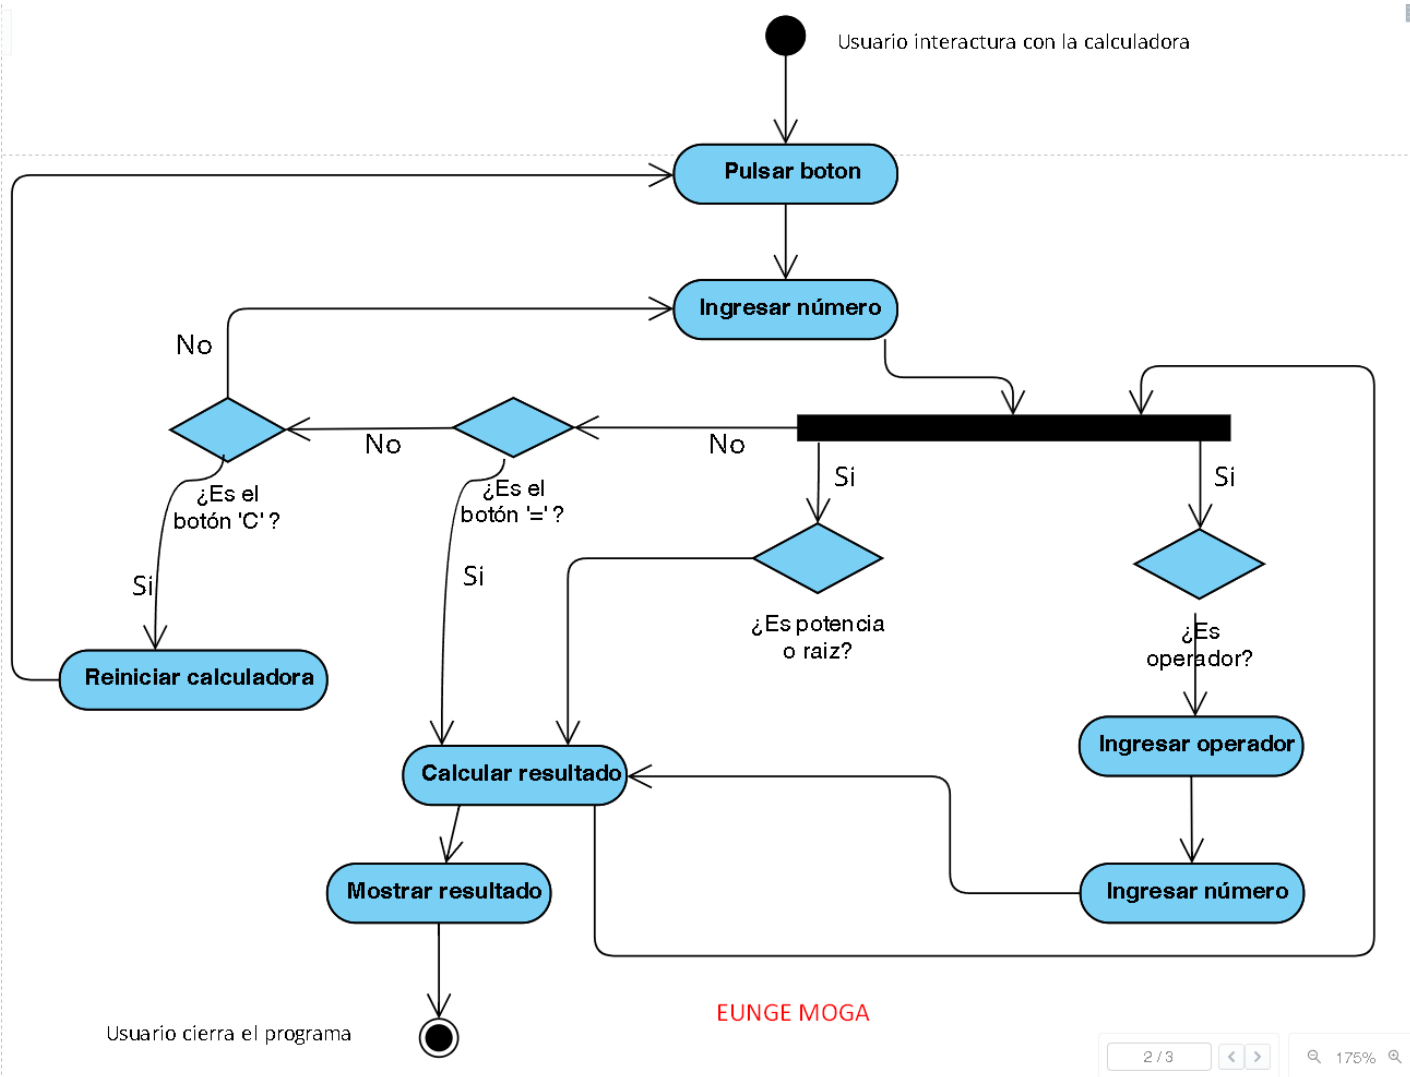 Usuario interactura con la calculadora
Pulsar boton
Ingresar número
No
No
No
Si
Si
¿Es el
botón 'C' ?
¿Es el
botón '=' ?
Si
Si
¿Es potencia
o raiz?
¿Es
operador?
Reiniciar calculadora
Ingresar operador
Calcular resultado
Mostrar resultado
Ingresar número
EUNGE MOGA
Usuario cierra el programa
2 / 3
175%